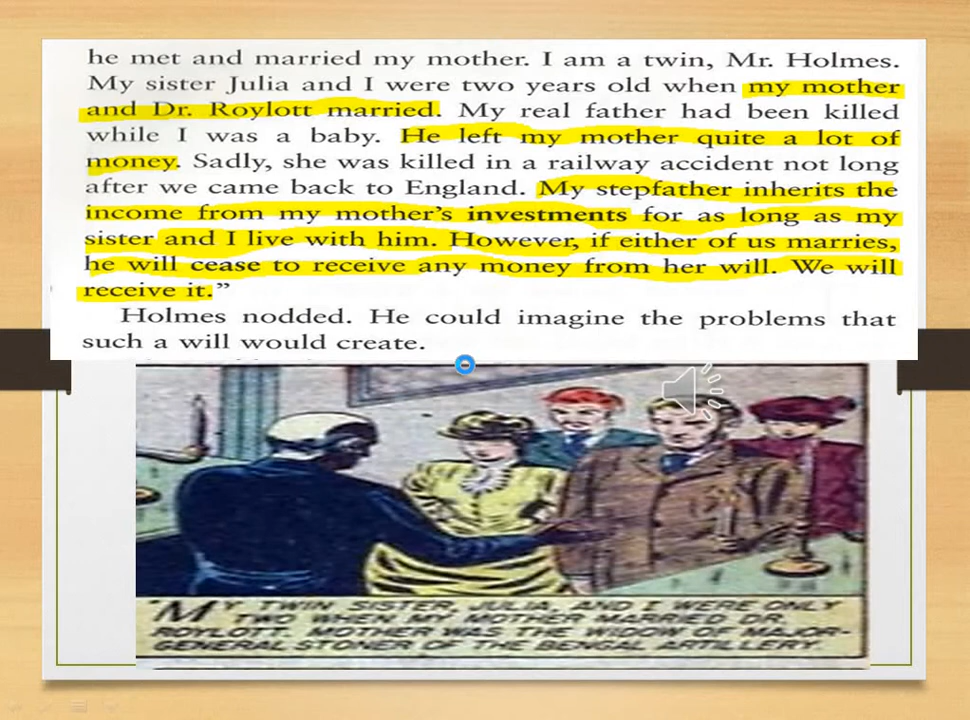 he met and married my mother. I am a twin, Mr. Holmes.
My sister Julia and I were two years old when my mother
and Dr. Roylott married. My real father had been killed
while I was a baby. He left my mother quite a lot of
money. Sadly, she was killed in a railway accident not long
after we came back to England. My stepfather inherits the
income from my mother's investments for as long as my
sister and I live with him. However, if either of us marries,
he will cease to receive any money from her will. We will
receive it."
Holmes nodded. He could imagine the problems that
such a will would create.
"MY TWIN SISTER, JULIA, AND I WERE ONLY
TWO WHEN MY MOTHER MARRIED DR.
ROYLOTT. MOTHER WAS THE WIDOW OF MAJOR-
GENERAL STONER OF THE BENGAL ARTILLERY.